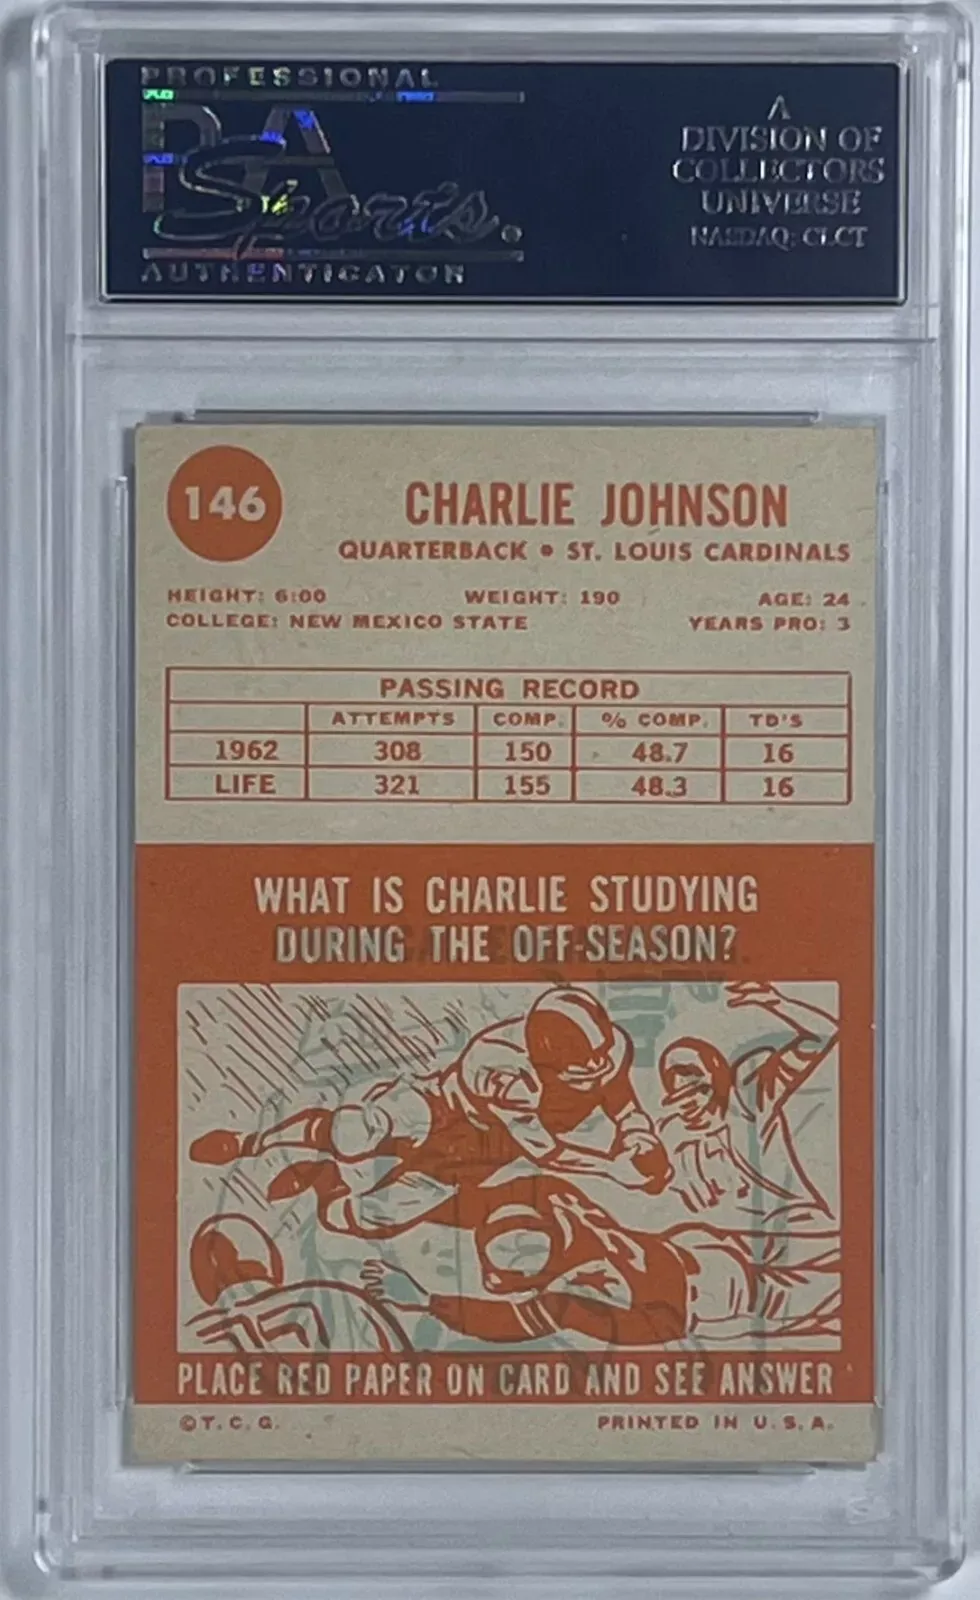 PROFESSIONAL
PSA
Sports
AUTHENTICATOR
A
DIVISION OF
COLLECTORS
UNIVERSE
NASDAQ: CLCT
146
CHARLIE JOHNSON
QUARTERBACK • ST. LOUIS CARDINALS
HEIGHT: 6:00 WEIGHT: 190 AGE: 24
COLLEGE: NEW MEXICO STATE YEARS PRO: 3
PASSING RECORD
ATTEMPTS COMP. % COMP. TD'S
1962 308 150 48.7 16
LIFE 321 155 48.3 16
WHAT IS CHARLIE STUDYING
DURING THE OFF-SEASON?
PLACE RED PAPER ON CARD AND SEE ANSWER
© T. C. G. PRINTED IN U. S. A.